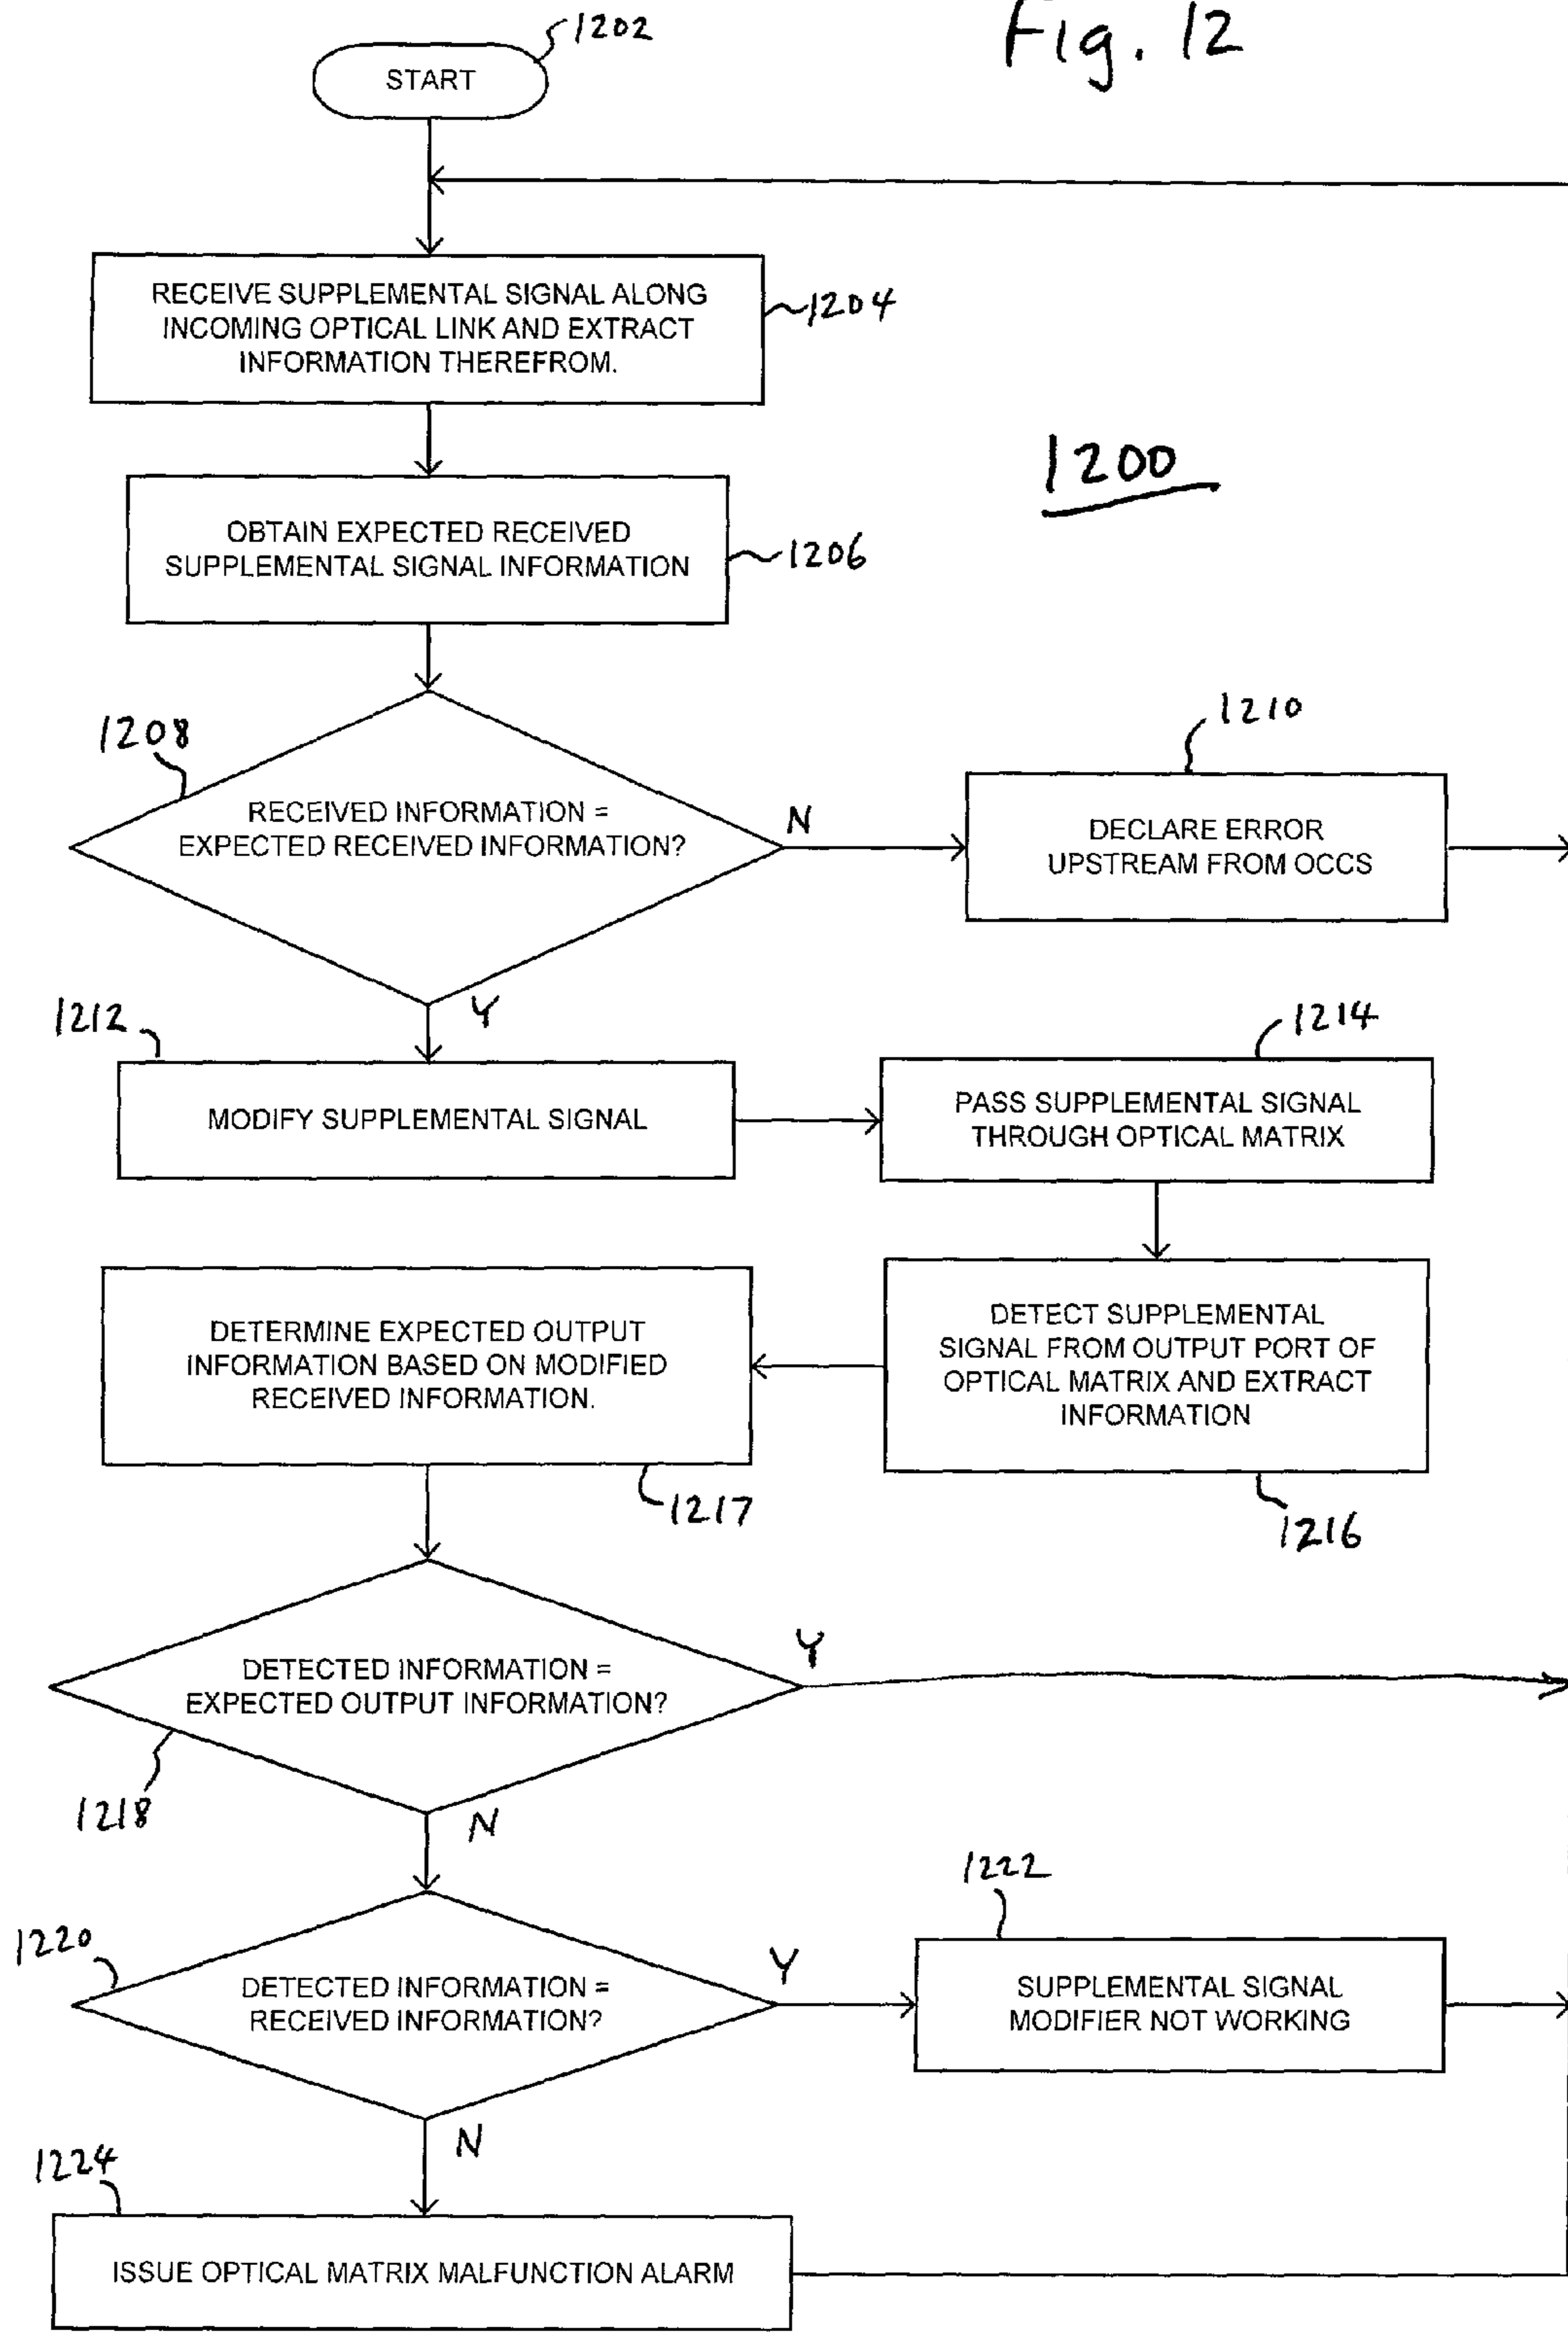 Fig. 12
1202
START
RECEIVE SUPPLEMENTAL SIGNAL ALONG
INCOMING OPTICAL LINK AND EXTRACT
INFORMATION THEREFROM.
1204
1200
OBTAIN EXPECTED RECEIVED
SUPPLEMENTAL SIGNAL INFORMATION
1206
1208
RECEIVED INFORMATION =
EXPECTED RECEIVED INFORMATION?
N
1210
DECLARE ERROR
UPSTREAM FROM OCCS
Y
1212
MODIFY SUPPLEMENTAL SIGNAL
1214
PASS SUPPLEMENTAL SIGNAL
THROUGH OPTICAL MATRIX
DETECT SUPPLEMENTAL
SIGNAL FROM OUTPUT PORT OF
OPTICAL MATRIX AND EXTRACT
INFORMATION
1216
DETERMINE EXPECTED OUTPUT
INFORMATION BASED ON MODIFIED
RECEIVED INFORMATION.
1217
DETECTED INFORMATION =
EXPECTED OUTPUT INFORMATION?
Y
1218
N
1220
DETECTED INFORMATION =
RECEIVED INFORMATION?
Y
1222
SUPPLEMENTAL SIGNAL
MODIFIER NOT WORKING
N
1224
ISSUE OPTICAL MATRIX MALFUNCTION ALARM